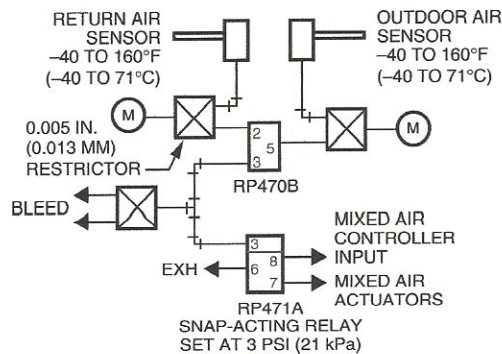 RETURN AIR
SENSOR
–40 TO 160°F
(–40 TO 71°C)
OUTDOOR AIR
SENSOR
–40 TO 160°F
(–40 TO 71°C)
M
M
0.005 IN.
(0.013 MM)
RESTRICTOR
2
5
3
RP470B
BLEED
MIXED AIR
CONTROLLER
INPUT
3
8
EXH
6
7
MIXED AIR
ACTUATORS
RP471A
SNAP-ACTING RELAY
SET AT 3 PSI (21 kPa)